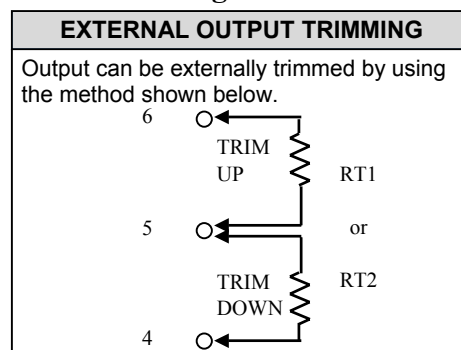 EXTERNAL OUTPUT TRIMMING
Output can be externally trimmed by using
the method shown below.
6
TRIM
UP
RT1
5
or
TRIM
DOWN
RT2
4